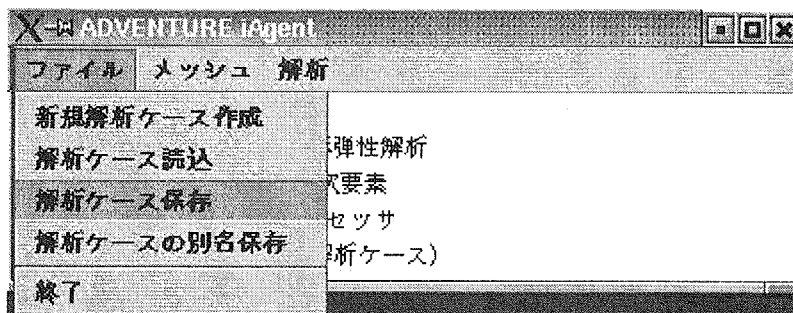 ADVENTURE iAgent
ファイル メッシュ 解析
新規解析ケース作成
解析ケース読込
弾性解析
解析ケース保存
次要素
セッサ
解析ケースの別名保存
析ケース)
終了